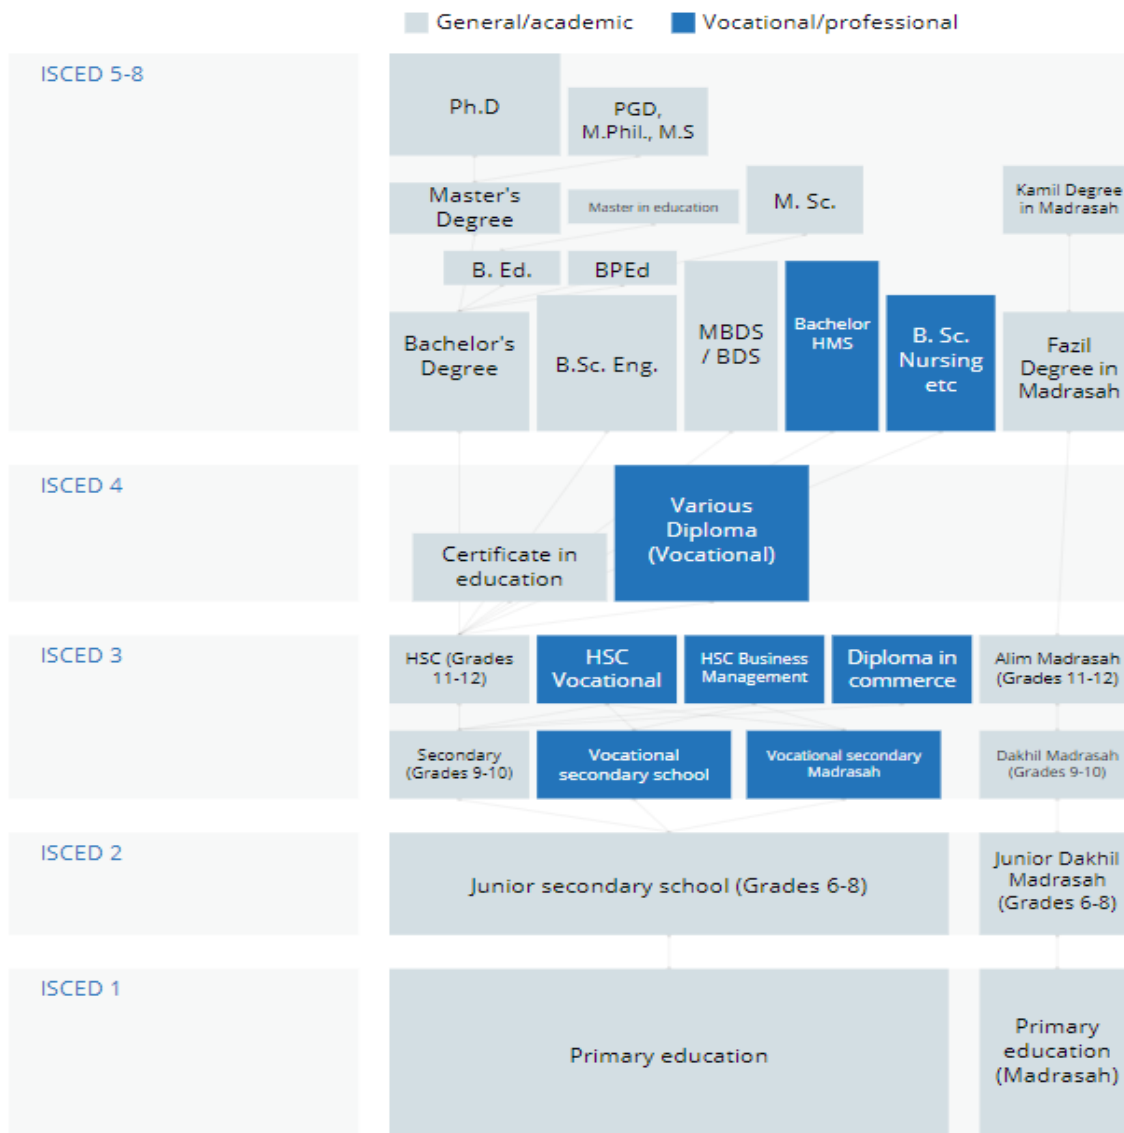 General/academic
Vocational/professional
ISCED 5-8
Ph.D
PGD,
M.Phil., M.S
Master's
Degree
Master in education
M. Sc.
Kamil Degree
in Madrasah
B. Ed.
BPEd
Bachelor's
Degree
B.Sc. Eng.
MBDS
/ BDS
Bachelor
HMS
B. Sc.
Nursing
etc
Fazil
Degree in
Madrasah
ISCED 4
Certificate in
education
Various
Diploma
(Vocational)
ISCED 3
HSC (Grades
11-12)
HSC
Vocational
HSC Business
Management
Diploma in
commerce
Alim Madrasah
(Grades 11-12)
Secondary
(Grades 9-10)
Vocational
secondary school
Vocational secondary
Madrasah
Dakhil Madrasah
(Grades 9-10)
ISCED 2
Junior secondary school (Grades 6-8)
Junior Dakhil
Madrasah
(Grades 6-8)
ISCED 1
Primary education
Primary
education
(Madrasah)